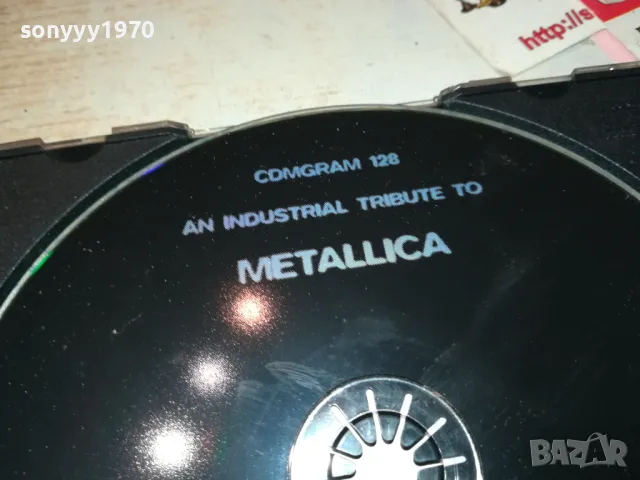 sonyyy1970
http://s
CDMGRAM 128
AN INDUSTRIAL TRIBUTE TO
METALLICA
BAZAR